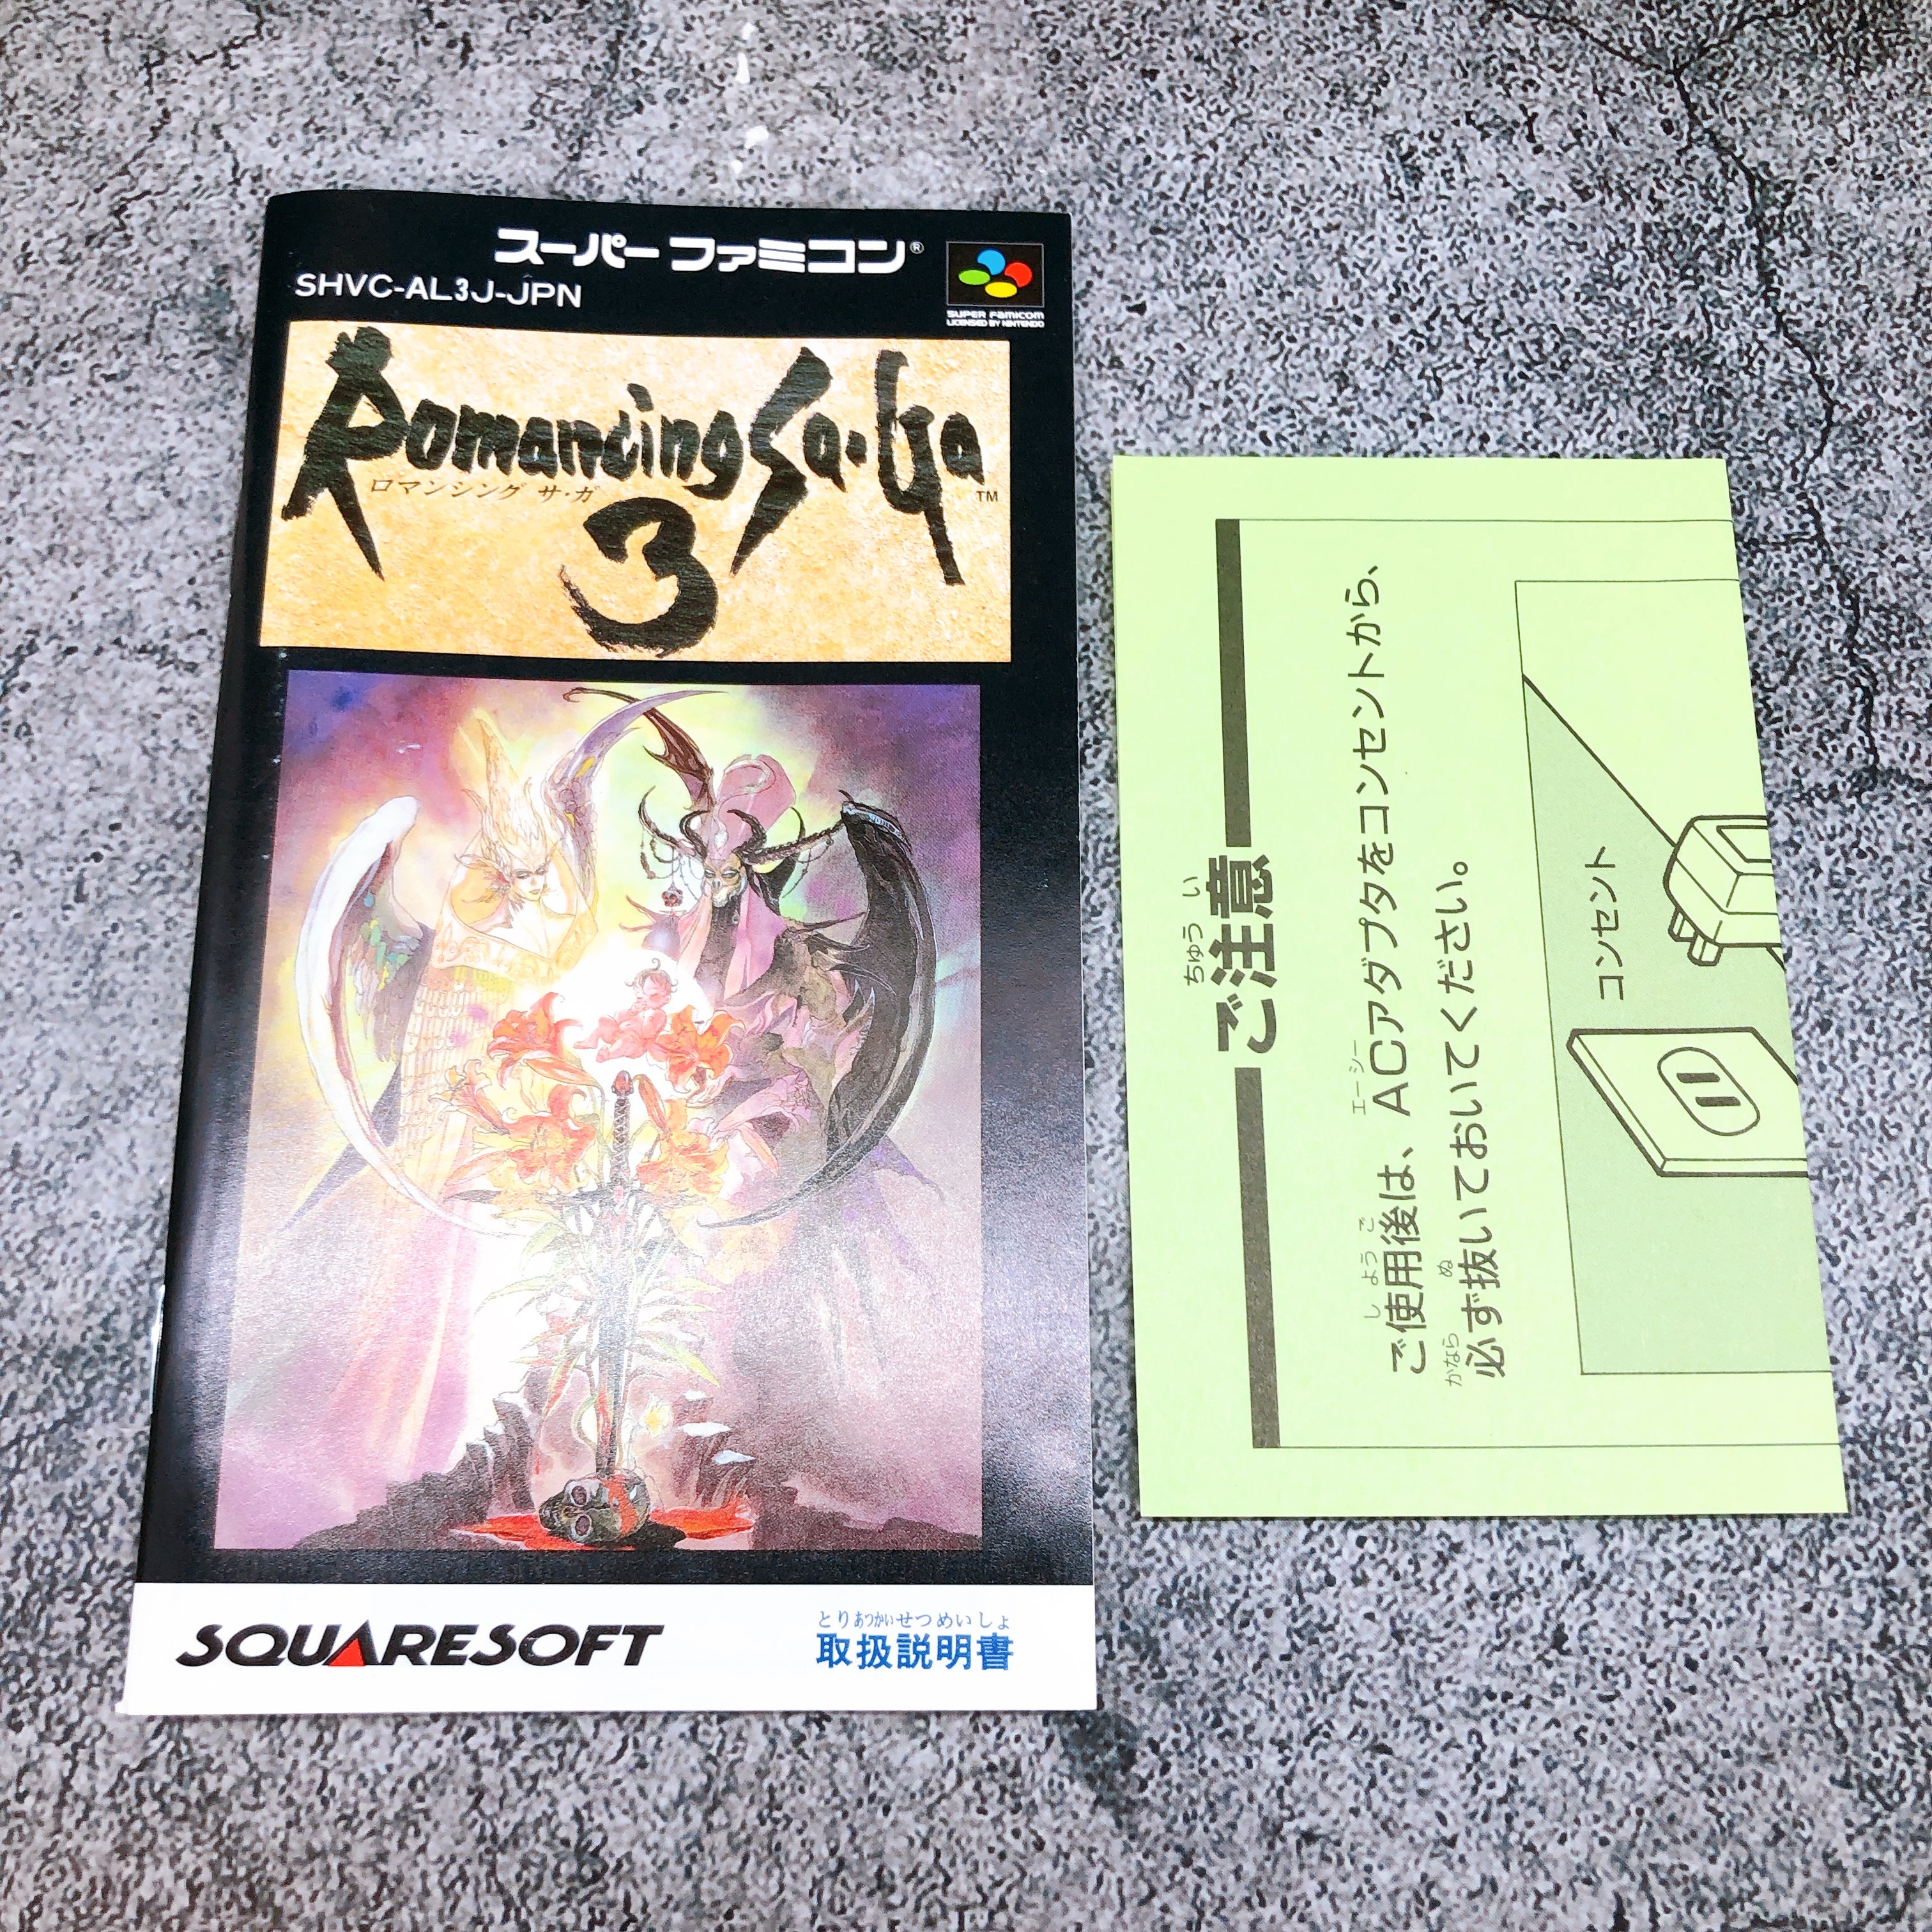 スーパーファミコン®
SHVC-AL3J-JPN
SUPER FAMICOM
LICENSED BY NINTENDO
Romancing Sa・Ga™
ロマンシング サ・ガ
3
SQUARESOFT
とりあつかいせつめいしょ
取扱説明書
ちゅうい
ご注意
しようご エーシー
ご使用後は、ACアダプタをコンセントから、
かなら ぬ
必ず抜いておいてください。
コンセント